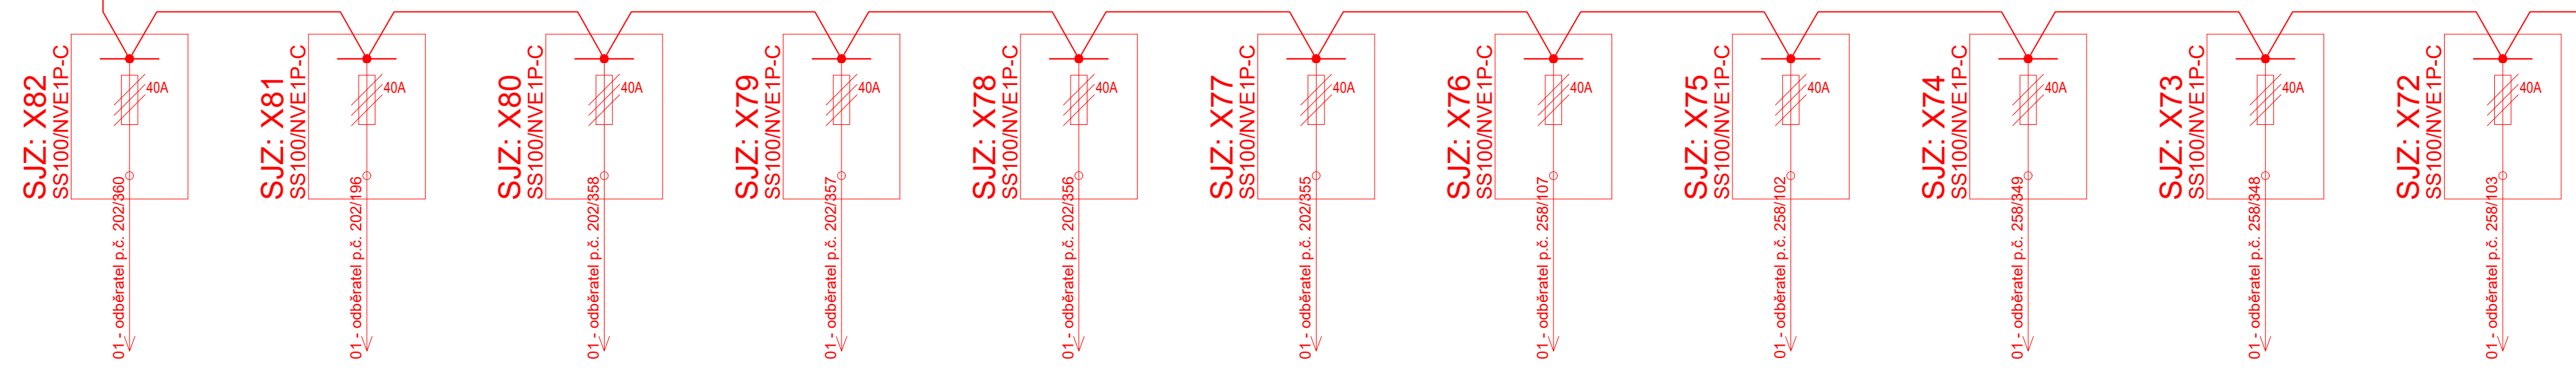 SJZ: X82
SS100/NVE1P-C
40A
01 - odběratel p.č. 202/360
SJZ: X81
SS100/NVE1P-C
40A
01 - odběratel p.č. 202/196
SJZ: X80
SS100/NVE1P-C
40A
01 - odběratel p.č. 202/358
SJZ: X79
SS100/NVE1P-C
40A
01 - odběratel p.č. 202/357
SJZ: X78
SS100/NVE1P-C
40A
01 - odběratel p.č. 202/356
SJZ: X77
SS100/NVE1P-C
40A
01 - odběratel p.č. 202/355
SJZ: X76
SS100/NVE1P-C
40A
01 - odběratel p.č. 258/107
SJZ: X75
SS100/NVE1P-C
40A
01 - odběratel p.č. 258/102
SJZ: X74
SS100/NVE1P-C
40A
01 - odběratel p.č. 258/349
SJZ: X73
SS100/NVE1P-C
40A
01 - odběratel p.č. 258/348
SJZ: X72
SS100/NVE1P-C
40A
01 - odběratel p.č. 258/103